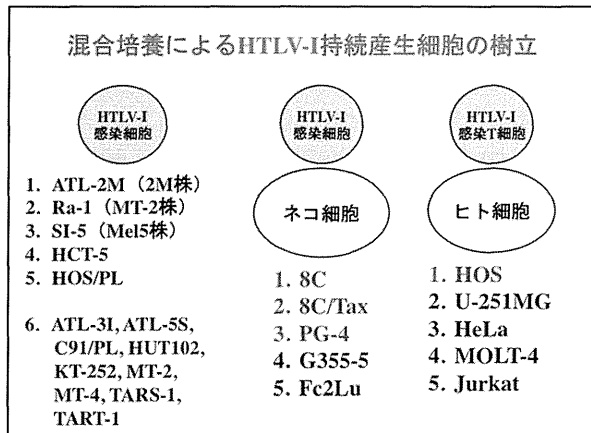 混合培養によるHTLV-I持続産生細胞の樹立
HTLV-I
感染細胞
1. ATL-2M（2M株）
2. Ra-1（MT-2株）
3. SI-5（Mel5株）
4. HCT-5
5. HOS/PL
6. ATL-3I, ATL-5S,
C91/PL, HUT102,
KT-252, MT-2,
MT-4, TARS-1,
TART-1
HTLV-I
感染細胞
ネコ細胞
1. 8C
2. 8C/Tax
3. PG-4
4. G355-5
5. Fc2Lu
HTLV-I
感染T細胞
ヒト細胞
1. HOS
2. U-251MG
3. HeLa
4. MOLT-4
5. Jurkat